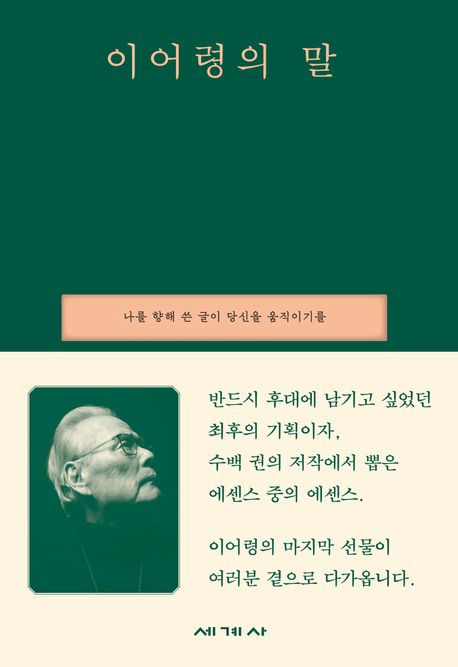 이어령의 말
나를 향해 쓴 글이 당신을 움직이기를
반드시 후대에 남기고 싶었던
최후의 기획이자,
수백 권의 저작에서 뽑은
에센스 중의 에센스.
이어령의 마지막 선물이
여러분 곁으로 다가옵니다.
세계사